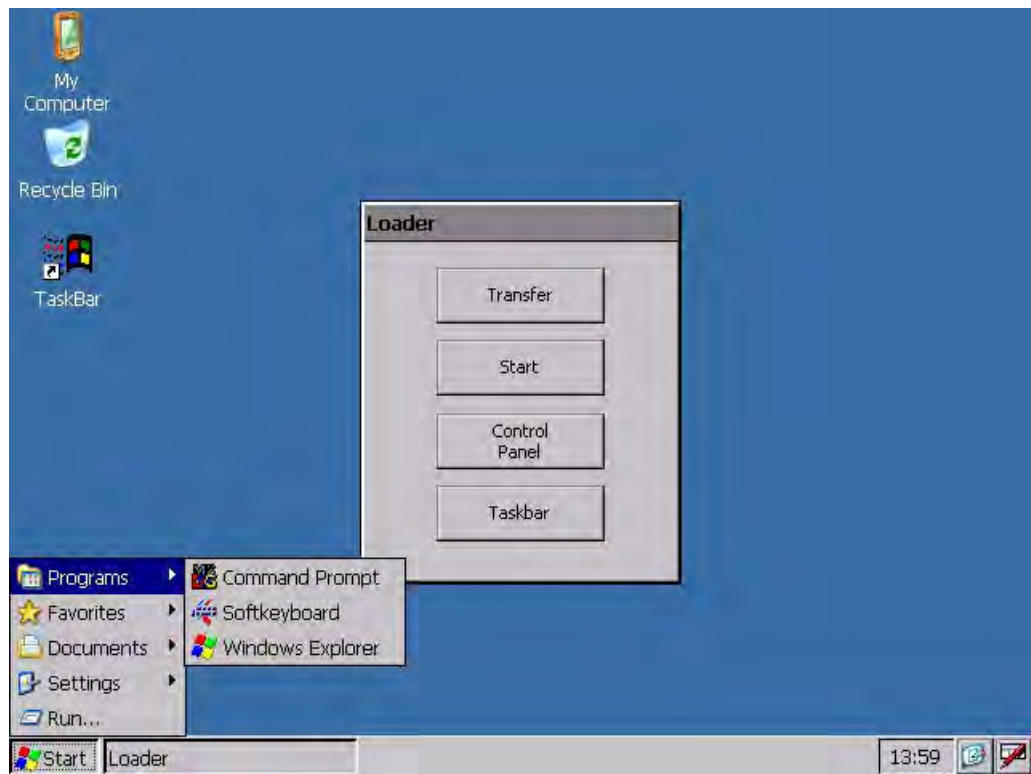 My
Computer
Recycle Bin
TaskBar
Loader
Transfer
Start
Control
Panel
Taskbar
Programs
Command Prompt
Favorites
Softkeyboard
Documents
Windows Explorer
Settings
Run...
Start
Loader
13:59